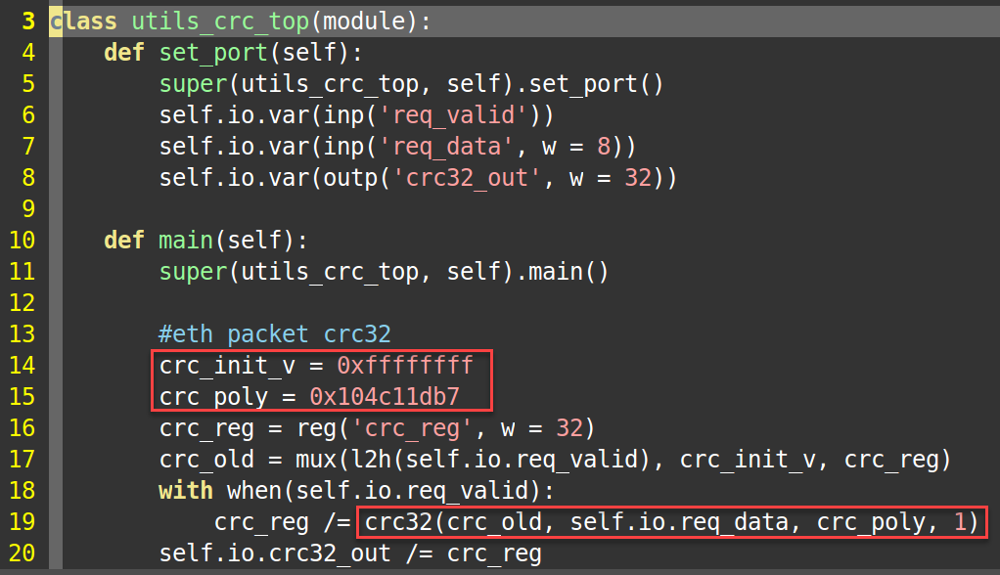 3 class utils_crc_top(module):
4     def set_port(self):
5         super(utils_crc_top, self).set_port()
6         self.io.var(inp('req_valid'))
7         self.io.var(inp('req_data', w = 8))
8         self.io.var(outp('crc32_out', w = 32))
9
10     def main(self):
11         super(utils_crc_top, self).main()
12
13         #eth packet crc32
14         crc_init_v = 0xffffffff
15         crc_poly = 0x104c11db7
16         crc_reg = reg('crc_reg', w = 32)
17         crc_old = mux(l2h(self.io.req_valid), crc_init_v, crc_reg)
18         with when(self.io.req_valid):
19             crc_reg /= crc32(crc_old, self.io.req_data, crc_poly, 1)
20         self.io.crc32_out /= crc_reg